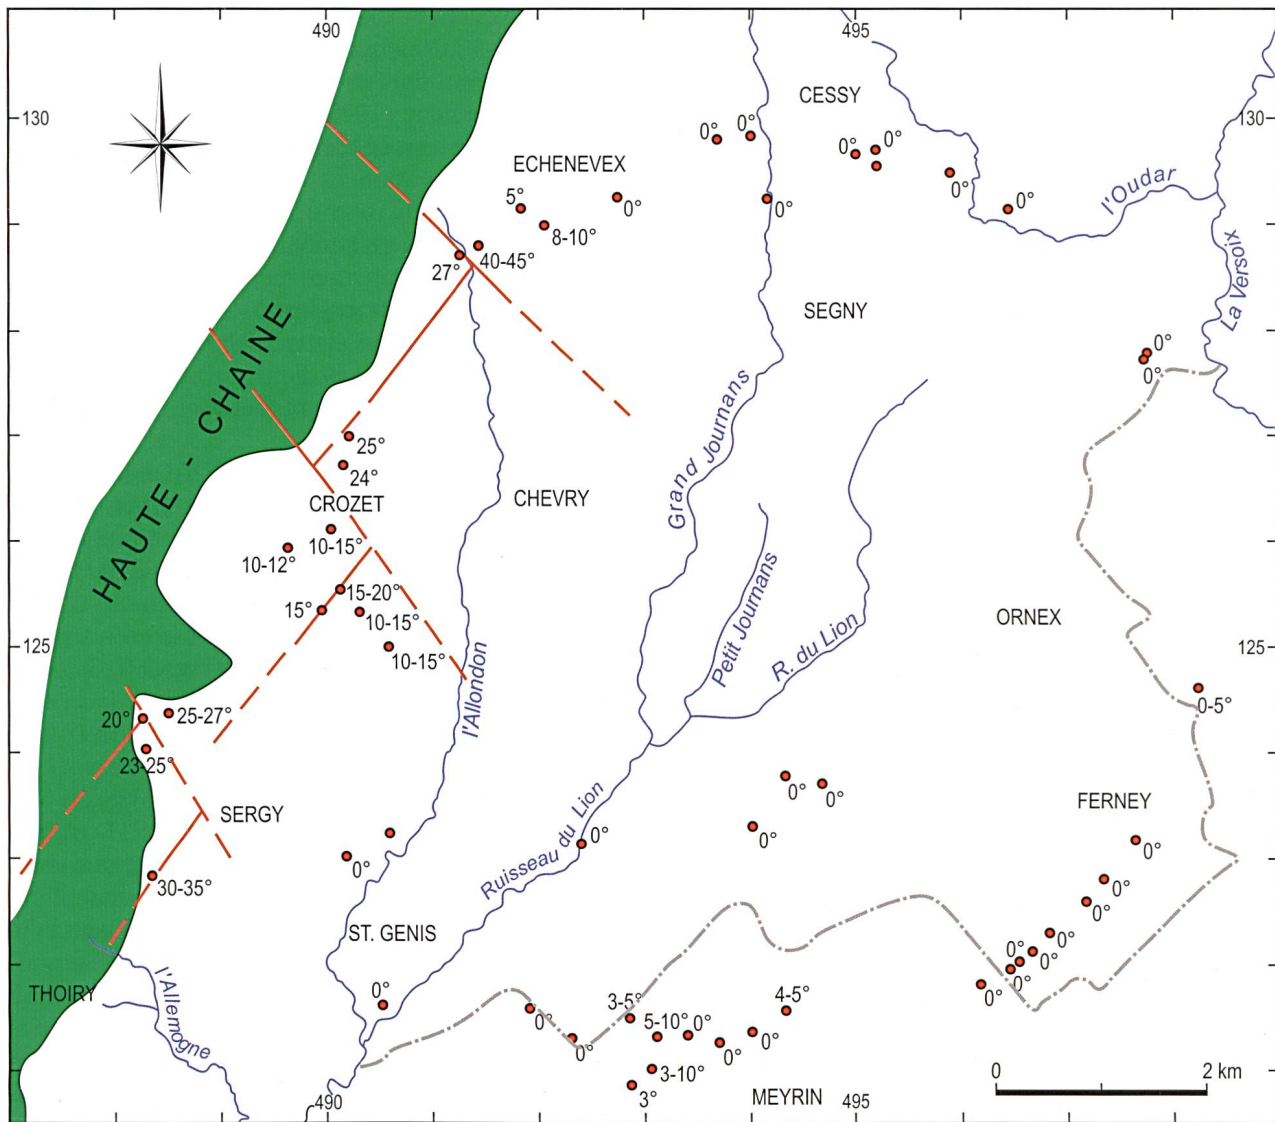 490
495
130
130
CESSY
0°
0°
0°
0°
ECHENEVEX
5°
0°
8-10°
0°
0°
0°
l'Oudar
27°
40-45°
La Versoix
SEGNY
HAUTE - CHAINE
0°
0°
Grand Journans
25°
24°
CROZET
CHEVRY
10-15°
10-12°
15-20°
15°
10-15°
10-15°
Petit Journans
R. du Lion
ORNEX
125
125
l'Allondon
0-5°
20°
25-27°
23-25°
SERGY
0°
0°
0°
FERNEY
0°
0°
Ruisseau du Lion
30-35°
0°
0°
0°
ST. GENIS
0°
0°
0°
0°
0°
THOIRY
l'Allemogne
0°
0°
0°
3-5°
5-10°
0°
0°
0°
4-5°
3-10°
3°
MEYRIN
0
2 km
490
495